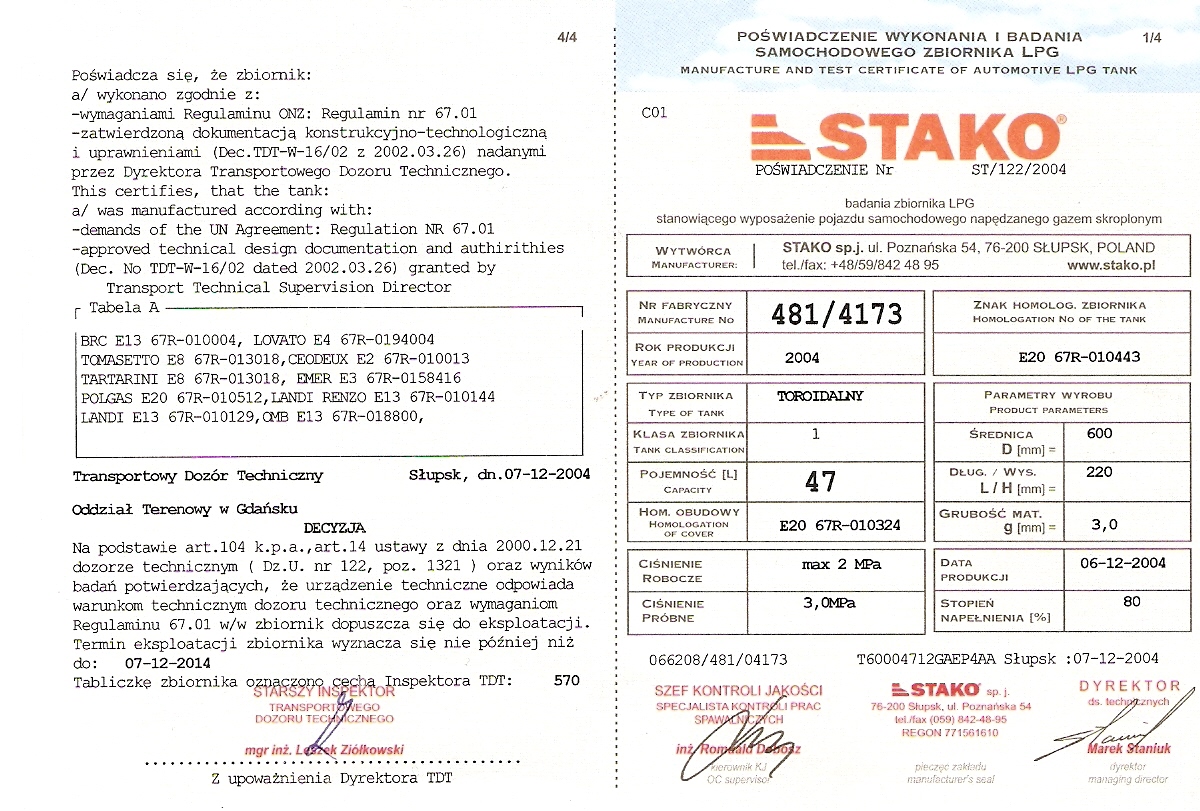 4/4
Poświadcza się, że zbiornik:
a/ wykonano zgodnie z:
-wymaganiami Regulaminu ONZ: Regulamin nr 67.01
-zatwierdzoną dokumentacją konstrukcyjno-technologiczną
i uprawnieniami (Dec.TDT-W-16/02 z 2002.03.26) nadanymi
przez Dyrektora Transportowego Dozoru Technicznego.
This certifies, that the tank:
a/ was manufactured according with:
-demands of the UN Agreement: Regulation NR 67.01
-approved technical design documentation and authirithies
(Dec. No TDT-W-16/02 dated 2002.03.26) granted by
Transport Technical Supervision Director
Tabela A
BRC E13 67R-010004, LOVATO E4 67R-0194004
TOMASETTO E8 67R-013018,CEODEUX E2 67R-010013
TARTARINI E8 67R-013018, EMER E3 67R-0158416
POLGAS E20 67R-010512,LANDI RENZO E13 67R-010144
LANDI E13 67R-010129,OMB E13 67R-018800,
Transportowy Dozór Techniczny Słupsk, dn.07-12-2004
Oddział Terenowy w Gdańsku
DECYZJA
Na podstawie art.104 k.p.a.,art.14 ustawy z dnia 2000.12.21
dozorze technicznym ( Dz.U. nr 122, poz. 1321 ) oraz wyników
badań potwierdzających, że urządzenie techniczne odpowiada
warunkom technicznym dozoru technicznego oraz wymaganiom
Regulaminu 67.01 w/w zbiornik dopuszcza się do eksploatacji.
Termin eksploatacji zbiornika wyznacza się nie później niż
do: 07-12-2014
Tabliczkę zbiornika oznaczono cechą Inspektora TDT: 570
STARSZY INSPEKTOR
TRANSPORTOWEGO
DOZORU TECHNICZNEGO
mgr inż. Leszek Ziółkowski
Z upoważnienia Dyrektora TDT
POŚWIADCZENIE WYKONANIA I BADANIA 1/4
SAMOCHODOWEGO ZBIORNIKA LPG
MANUFACTURE AND TEST CERTIFICATE OF AUTOMOTIVE LPG TANK
C01
STAKO®
POŚWIADCZENIE Nr ST/122/2004
badania zbiornika LPG
stanowiącego wyposażenie pojazdu samochodowego napędzanego gazem skroplonym
WYTWÓRCA STAKO sp.j. ul. Poznańska 54, 76-200 SŁUPSK, POLAND
MANUFACTURER: tel./fax: +48/59/842 48 95 www.stako.pl
NR FABRYCZNY
MANUFACTURE NO 481/4173
ROK PRODUKCJI
YEAR OF PRODUCTION 2004
ZNAK HOMOLOG. ZBIORNIKA
HOMOLOGATION NO OF THE TANK
E20 67R-010443
TYP ZBIORNIKA
TYPE OF TANK TOROIDALNY
KLASA ZBIORNIKA
TANK CLASSIFICATION 1
POJEMNOŚĆ [L]
CAPACITY 47
HOM. OBUDOWY
HOMOLOGATION
OF COVER E20 67R-010324
PARAMETRY WYROBU
PRODUCT PARAMETERS
ŚREDNICA
D [mm] = 600
DŁUG. / WYS.
L / H [mm] = 220
GRUBOŚĆ MAT.
g [mm] = 3,0
CIŚNIENIE
ROBOCZE max 2 MPa
CIŚNIENIE
PRÓBNE 3,0MPa
DATA
PRODUKCJI 06-12-2004
STOPIEŃ
NAPEŁNIENIA [%] 80
066208/481/04173 T60004712GAEP4AA Słupsk :07-12-2004
SZEF KONTROLI JAKOŚCI
SPECJALISTA KONTROLI PRAC
SPAWALNICZYCH
inż. Romuald Dobosz
kierownik KJ
QC supervisor
STAKO® sp. j.
76-200 Słupsk, ul. Poznańska 54
tel./fax (059) 842-48-95
REGON 771561610
pieczęć zakładu
manufacturer's seal
DYREKTOR
ds. technicznych
Marek Staniuk
dyrektor
managing director